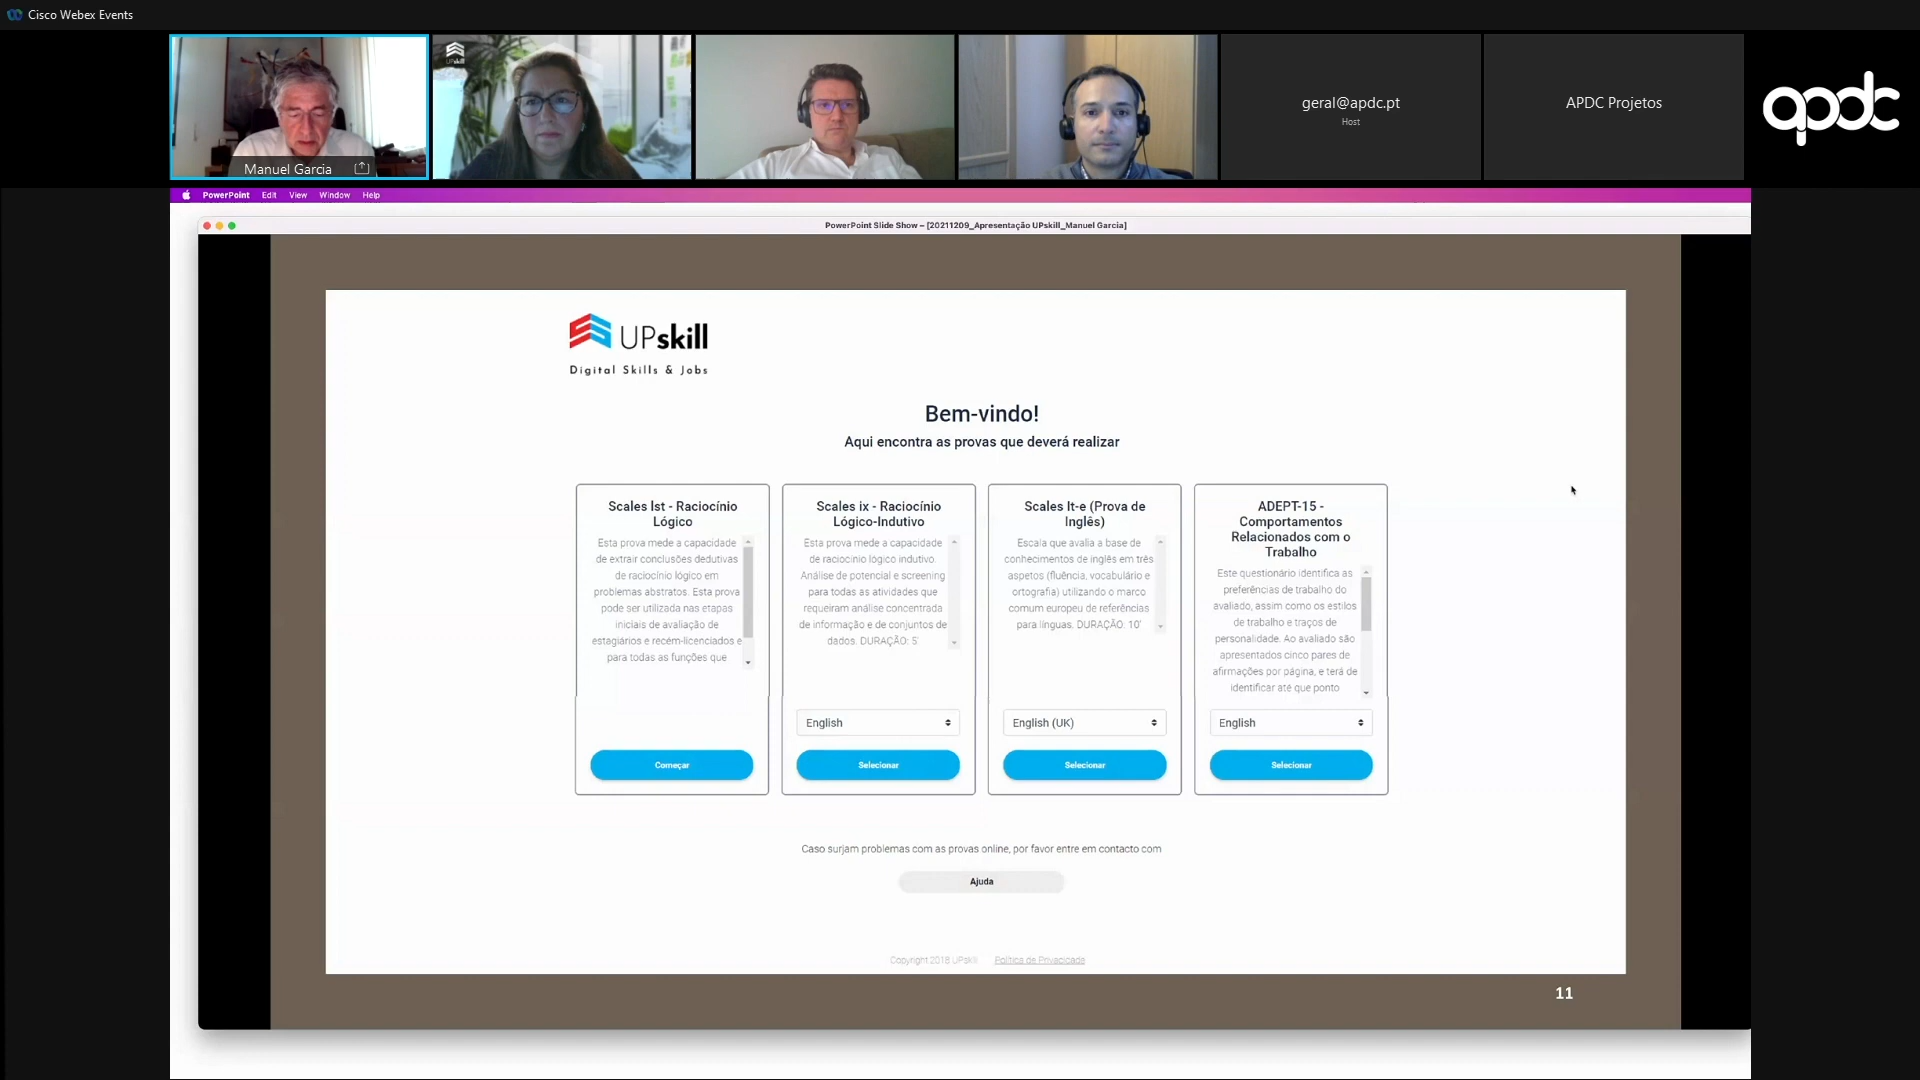 Cisco Webex Events
UPskill
Manuel Garcia
geral@apdc.pt
Host
APDC Projetos
apdc
PowerPoint Edit View Window Help
PowerPoint Slide Show – [20211209_Apresentação UPskill_Manuel Garcia]
UPskill
Digital Skills & Jobs
Bem-vindo!
Aqui encontra as provas que deverá realizar
Scales lst - Raciocínio
Lógico
Esta prova mede a capacidade
de extrair conclusões dedutivas
de raciocínio lógico em
problemas abstratos. Esta prova
pode ser utilizada nas etapas
iniciais de avaliação de
estagiários e recém-licenciados e
para todas as funções que
Começar
Scales ix - Raciocínio
Lógico-Indutivo
Esta prova mede a capacidade
de raciocínio lógico indutivo.
Análise de potencial e screening
para todas as atividades que
requeiram análise concentrada
de informação e de conjuntos de
dados. DURAÇÃO: 5'
English
Selecionar
Scales lt-e (Prova de
Inglês)
Escala que avalia a base de
conhecimentos de inglês em três
aspetos (fluência, vocabulário e
ortografia) utilizando o marco
comum europeu de referências
para línguas. DURAÇÃO: 10'
English (UK)
Selecionar
ADEPT-15 -
Comportamentos
Relacionados com o
Trabalho
Este questionário identifica as
preferências de trabalho do
avaliado, assim como os estilos
de trabalho e traços de
personalidade. Ao avaliado são
apresentados cinco pares de
afirmações por página, e terá de
identificar até que ponto
English
Selecionar
Caso surjam problemas com as provas online, por favor entre em contacto com
Ajuda
Copyright 2018 UPskill Política de Privacidade
11